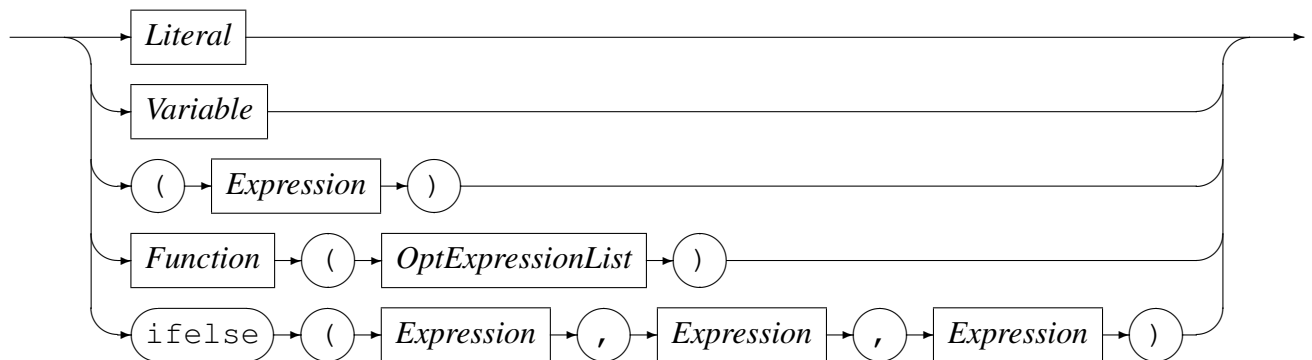 Literal
Variable
( Expression )
Function ( OptExpressionList )
ifelse ( Expression , Expression , Expression )